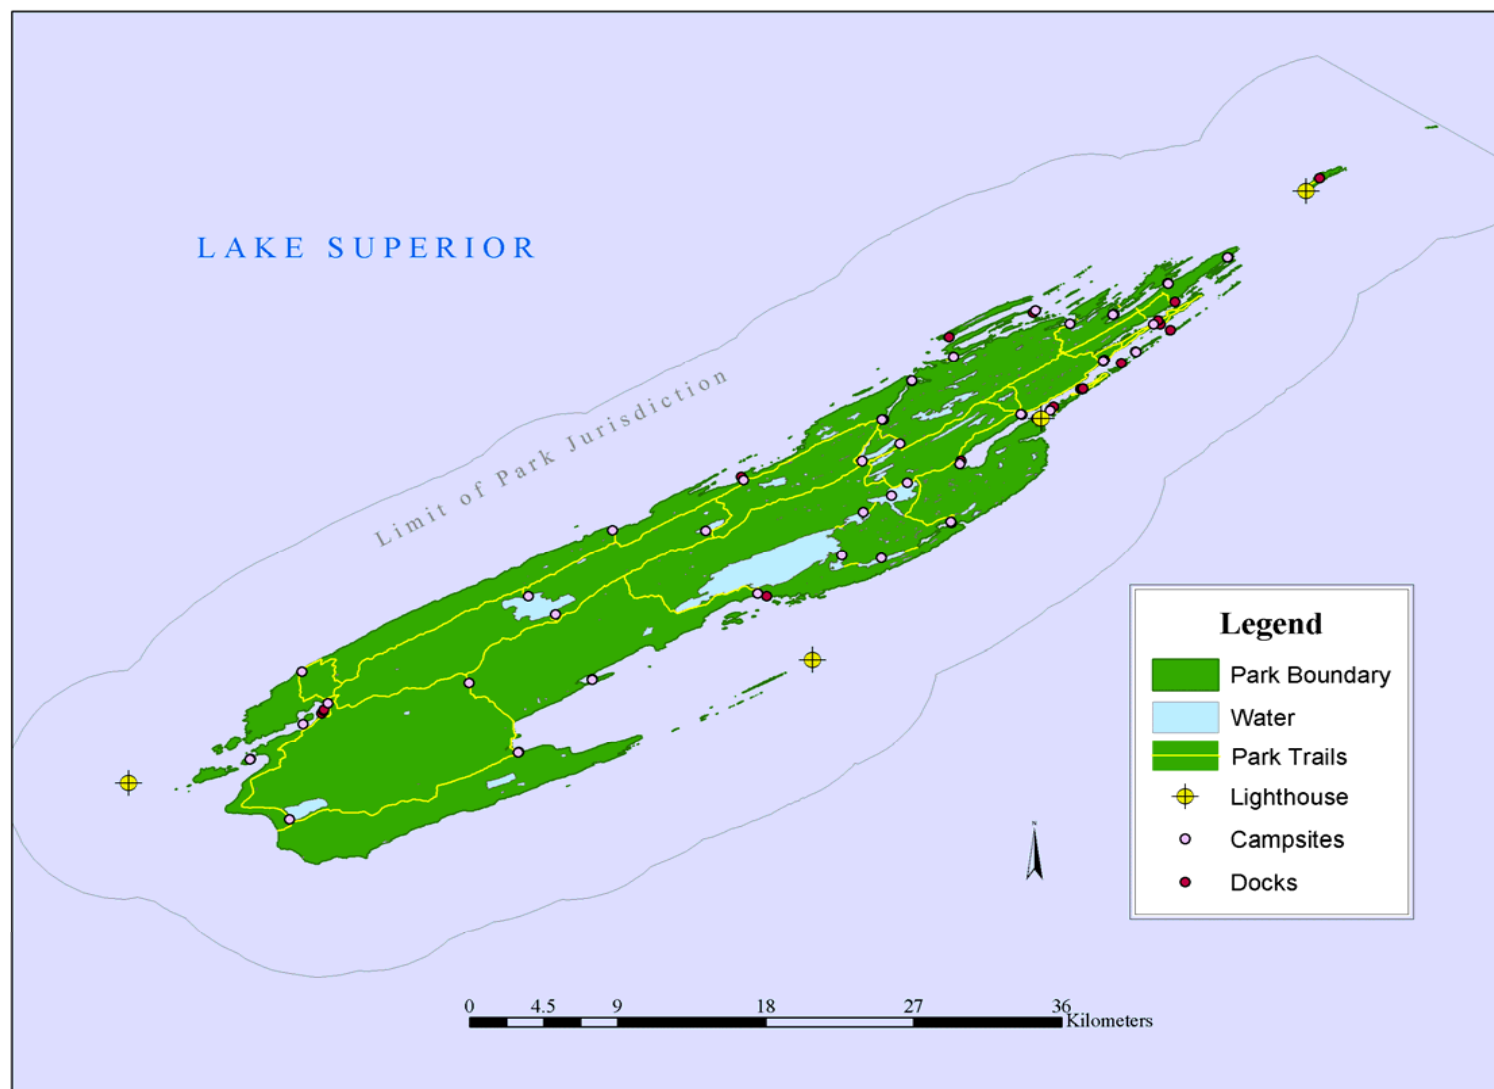 LAKE SUPERIOR
Limit of Park Jurisdiction
Legend
Park Boundary
Water
Park Trails
Lighthouse
Campsites
Docks
N
0 4.5 9 18 27 36
Kilometers